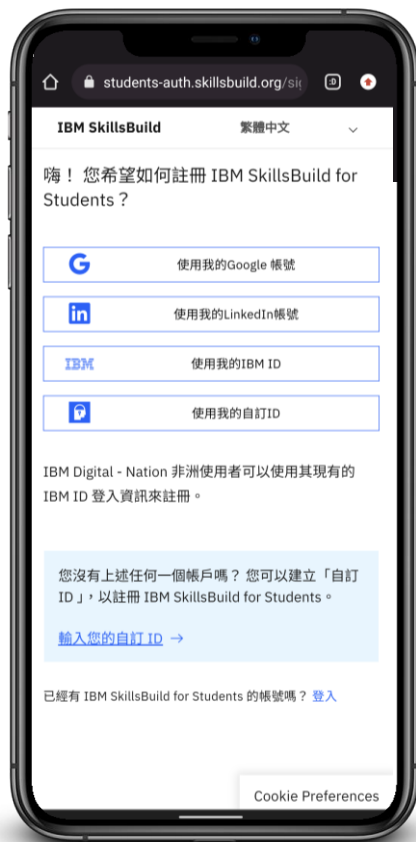 students-auth.skillsbuild.org/sig
:D
IBM SkillsBuild 繁體中文
嗨！ 您希望如何註冊 IBM SkillsBuild for
Students？
使用我的Google 帳號
使用我的LinkedIn帳號
IBM 使用我的IBM ID
使用我的自訂ID
IBM Digital - Nation 非洲使用者可以使用其現有的
IBM ID 登入資訊來註冊。
您沒有上述任何一個帳戶嗎？ 您可以建立「自訂
ID」，以註冊 IBM SkillsBuild for Students。
輸入您的自訂 ID →
已經有 IBM SkillsBuild for Students 的帳號嗎？ 登入
Cookie Preferences